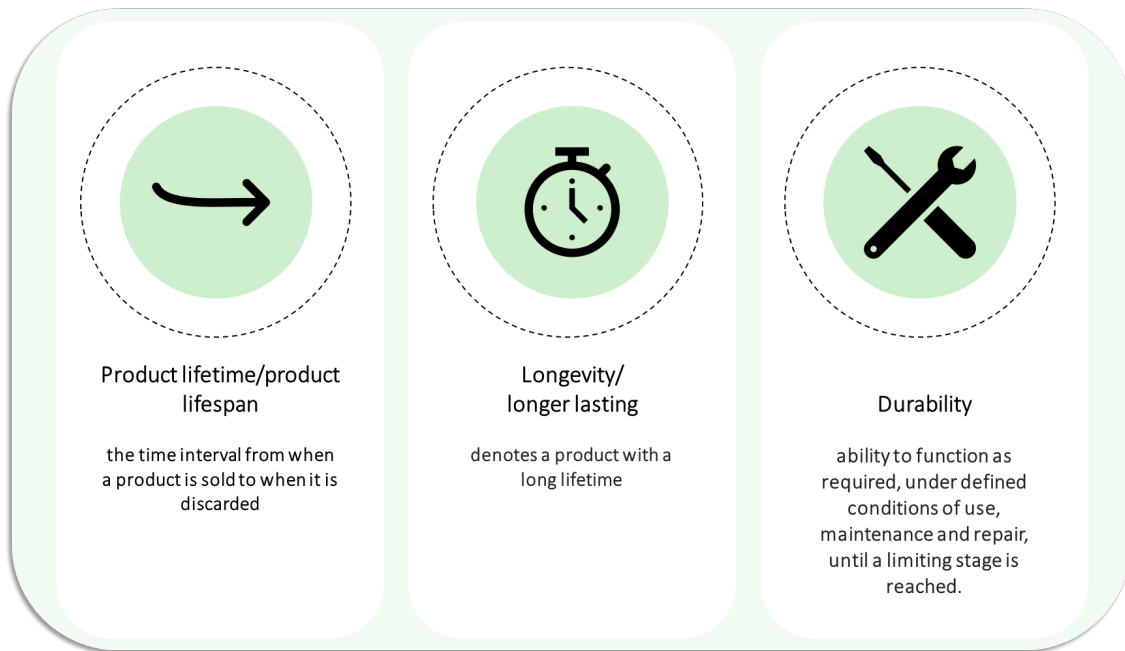 Product lifetime/product
lifespan
the time interval from when
a product is sold to when it is
discarded
Longevity/
longer lasting
denotes a product with a
long lifetime
Durability
ability to function as
required, under defined
conditions of use,
maintenance and repair,
until a limiting stage is
reached.